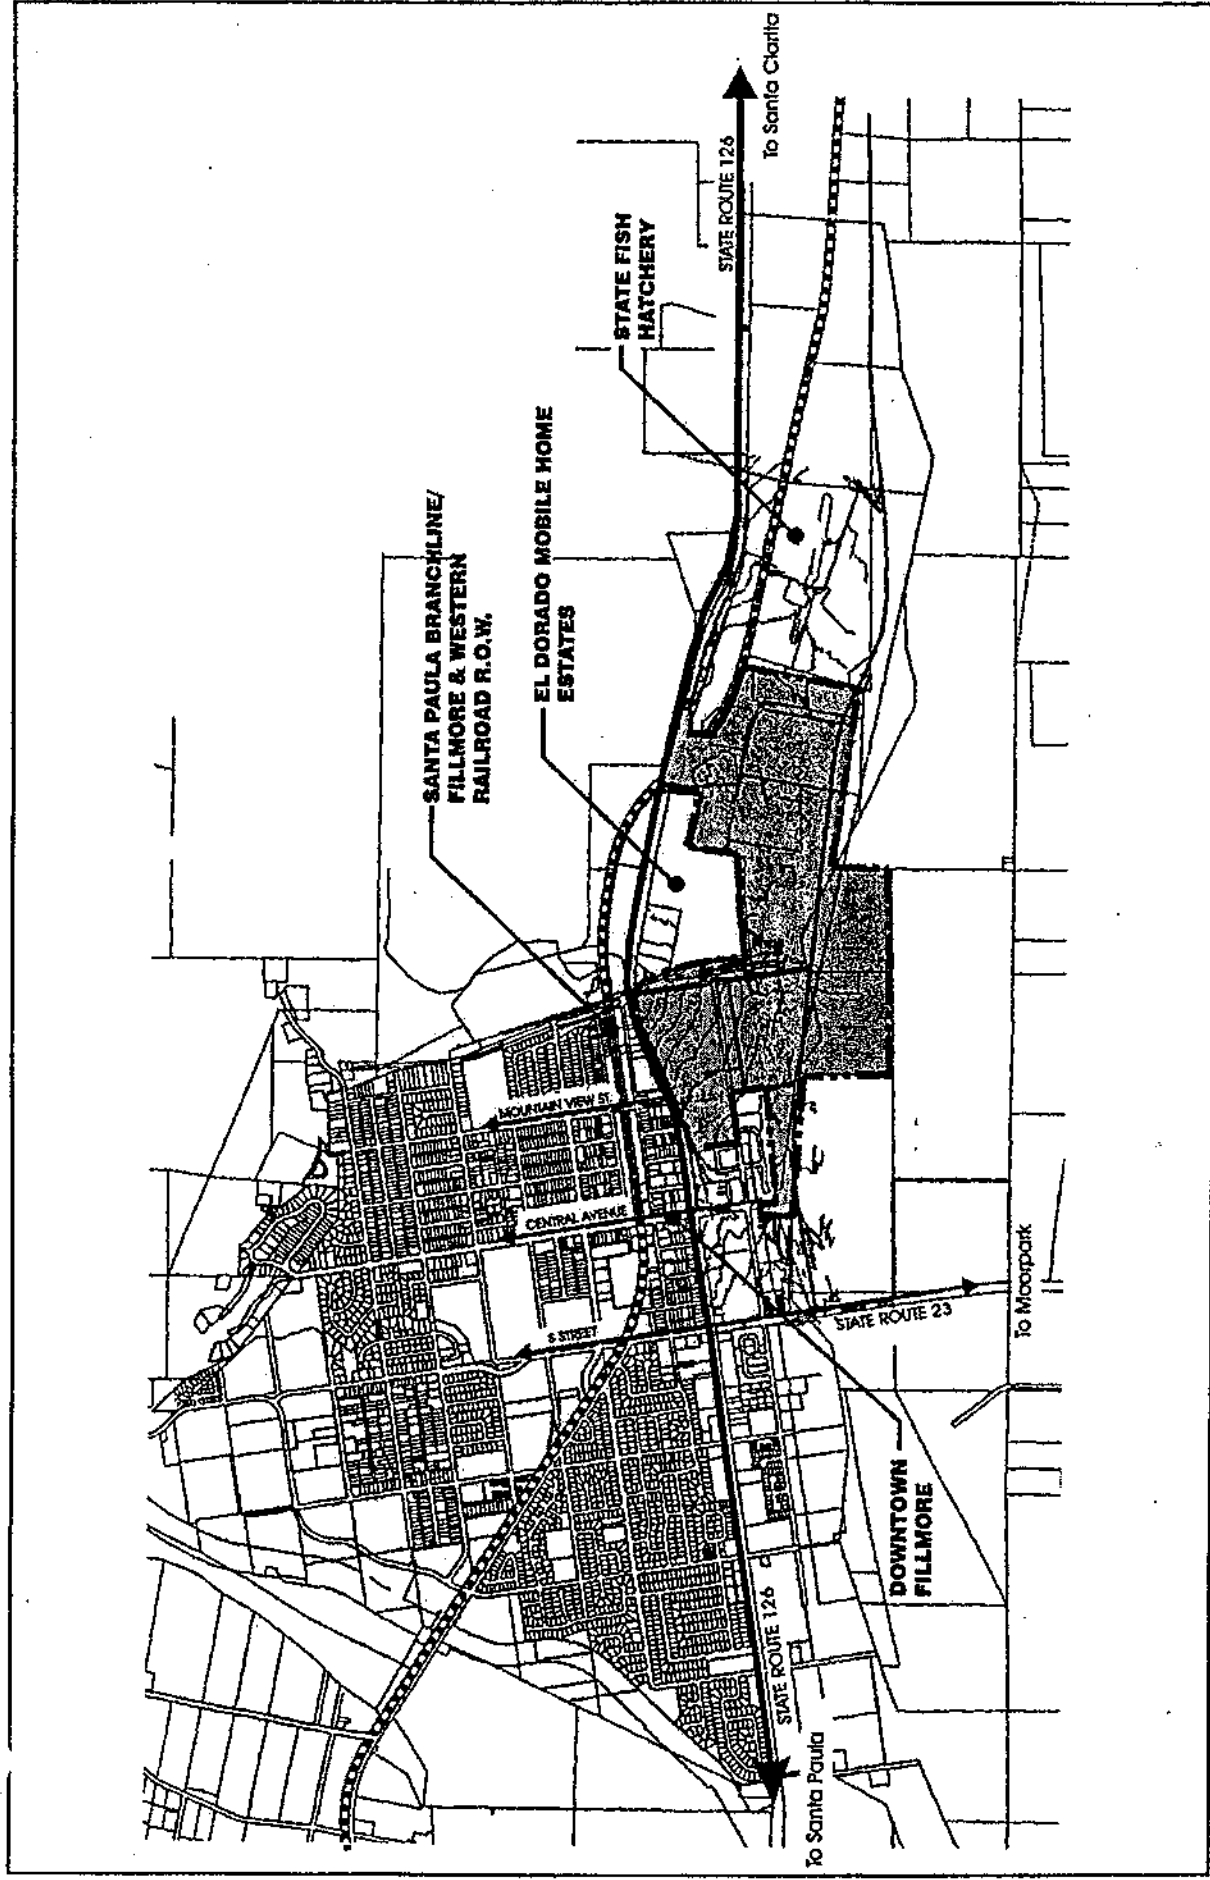 SANTA PAULA BRANCHLINE/
FILLMORE & WESTERN
RAILROAD R.O.W.
EL DORADO MOBILE HOME
ESTATES
STATE FISH
HATCHERY
STATE ROUTE 126
To Santa Clarita
MOUNTAIN VIEW ST.
CENTRAL AVENUE
S STREET
STATE ROUTE 23
To Moorpark
DOWNTOWN
FILLMORE
STATE ROUTE 126
To Santa Paula